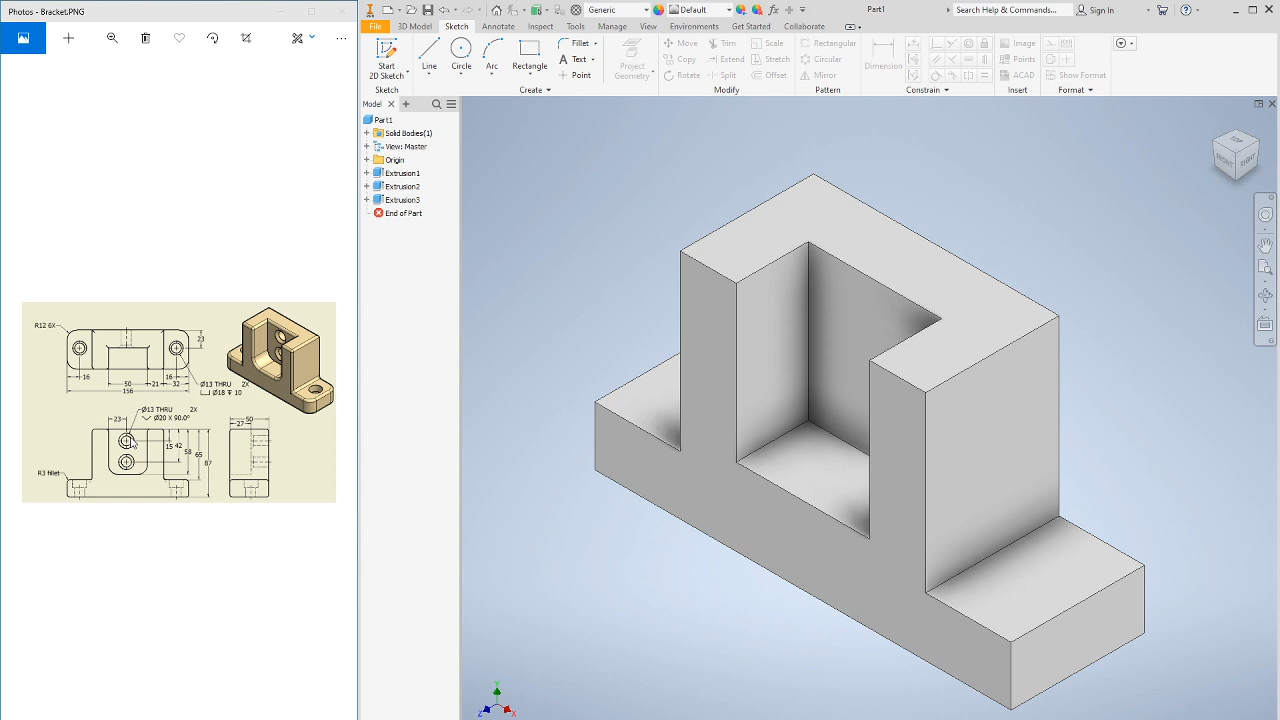 Photos - Bracket.PNG
Generic
Default
Part1
Search Help & Commands...
Sign In
File
3D Model
Sketch
Annotate
Inspect
Tools
Manage
View
Environments
Get Started
Collaborate
Start
2D Sketch
Line
Circle
Arc
Rectangle
Fillet
Text
Point
Project
Geometry
Move
Trim
Scale
Copy
Extend
Stretch
Rotate
Split
Offset
Rectangular
Circular
Mirror
Dimension
Image
Points
ACAD
Show Format
Sketch
Create
Modify
Pattern
Constrain
Insert
Format
Model
Part1
Solid Bodies(1)
View: Master
Origin
Extrusion1
Extrusion2
Extrusion3
End of Part
TOP
FRONT
RIGHT
R12 6X
23
16
50
21
16
32
156
Ø13 THRU 2X
Ø18 10
Ø13 THRU 2X
Ø20 X 90.0°
23
15
42
58
65
87
R3 fillet
50
27
Y
Z
X